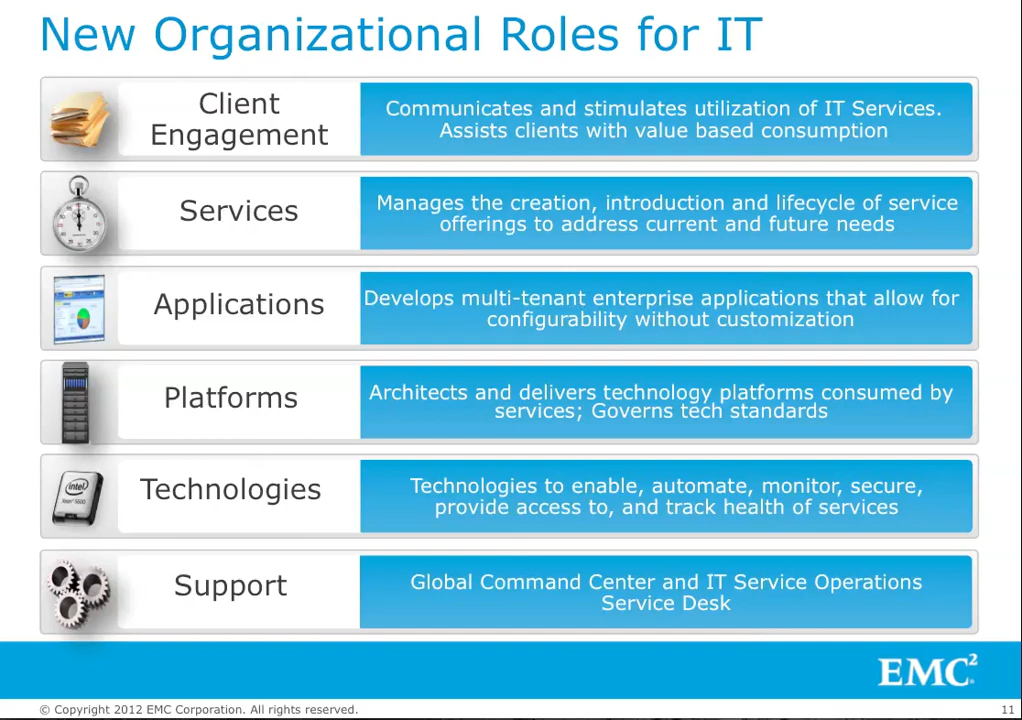 New Organizational Roles for IT
Client
Engagement
Communicates and stimulates utilization of IT Services.
Assists clients with value based consumption
Services
Manages the creation, introduction and lifecycle of service
offerings to address current and future needs
Applications
Develops multi-tenant enterprise applications that allow for
configurability without customization
Platforms
Architects and delivers technology platforms consumed by
services; Governs tech standards
intel
Xeon® 5600
Technologies
Technologies to enable, automate, monitor, secure,
provide access to, and track health of services
Support
Global Command Center and IT Service Operations
Service Desk
EMC²
© Copyright 2012 EMC Corporation. All rights reserved.
11